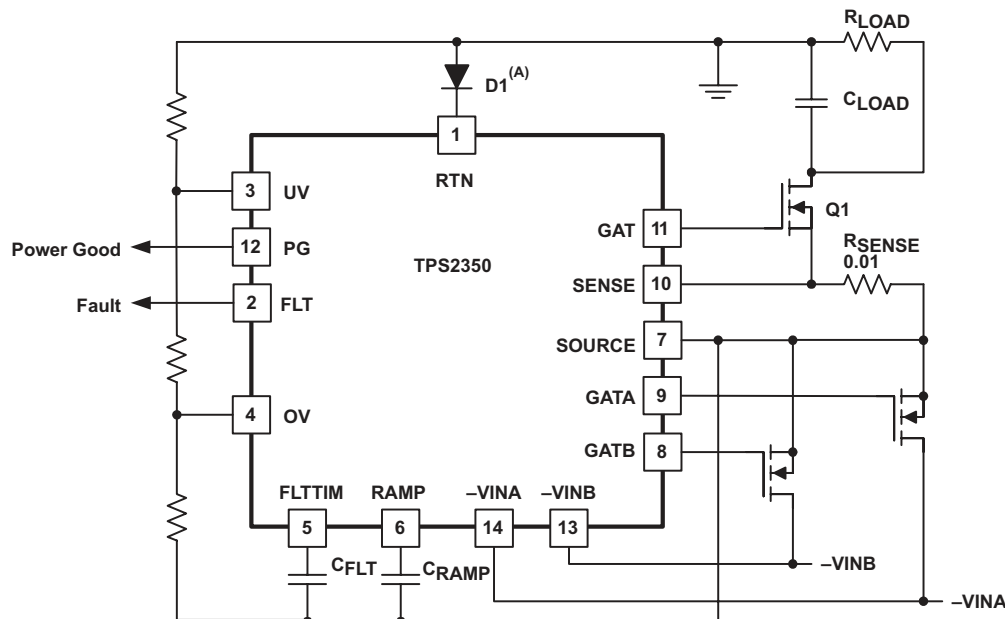 RLOAD
D1(A)
CLOAD
1
RTN
3
UV
GAT
11
Q1
Power Good
12
PG
TPS2350
RSENSE
0.01
SENSE
10
Fault
2
FLT
SOURCE
7
GATA
9
4
OV
GATB
8
FLTTIM
RAMP
–VINA
–VINB
5
6
14
13
CFLT
CRAMP
–VINB
–VINA